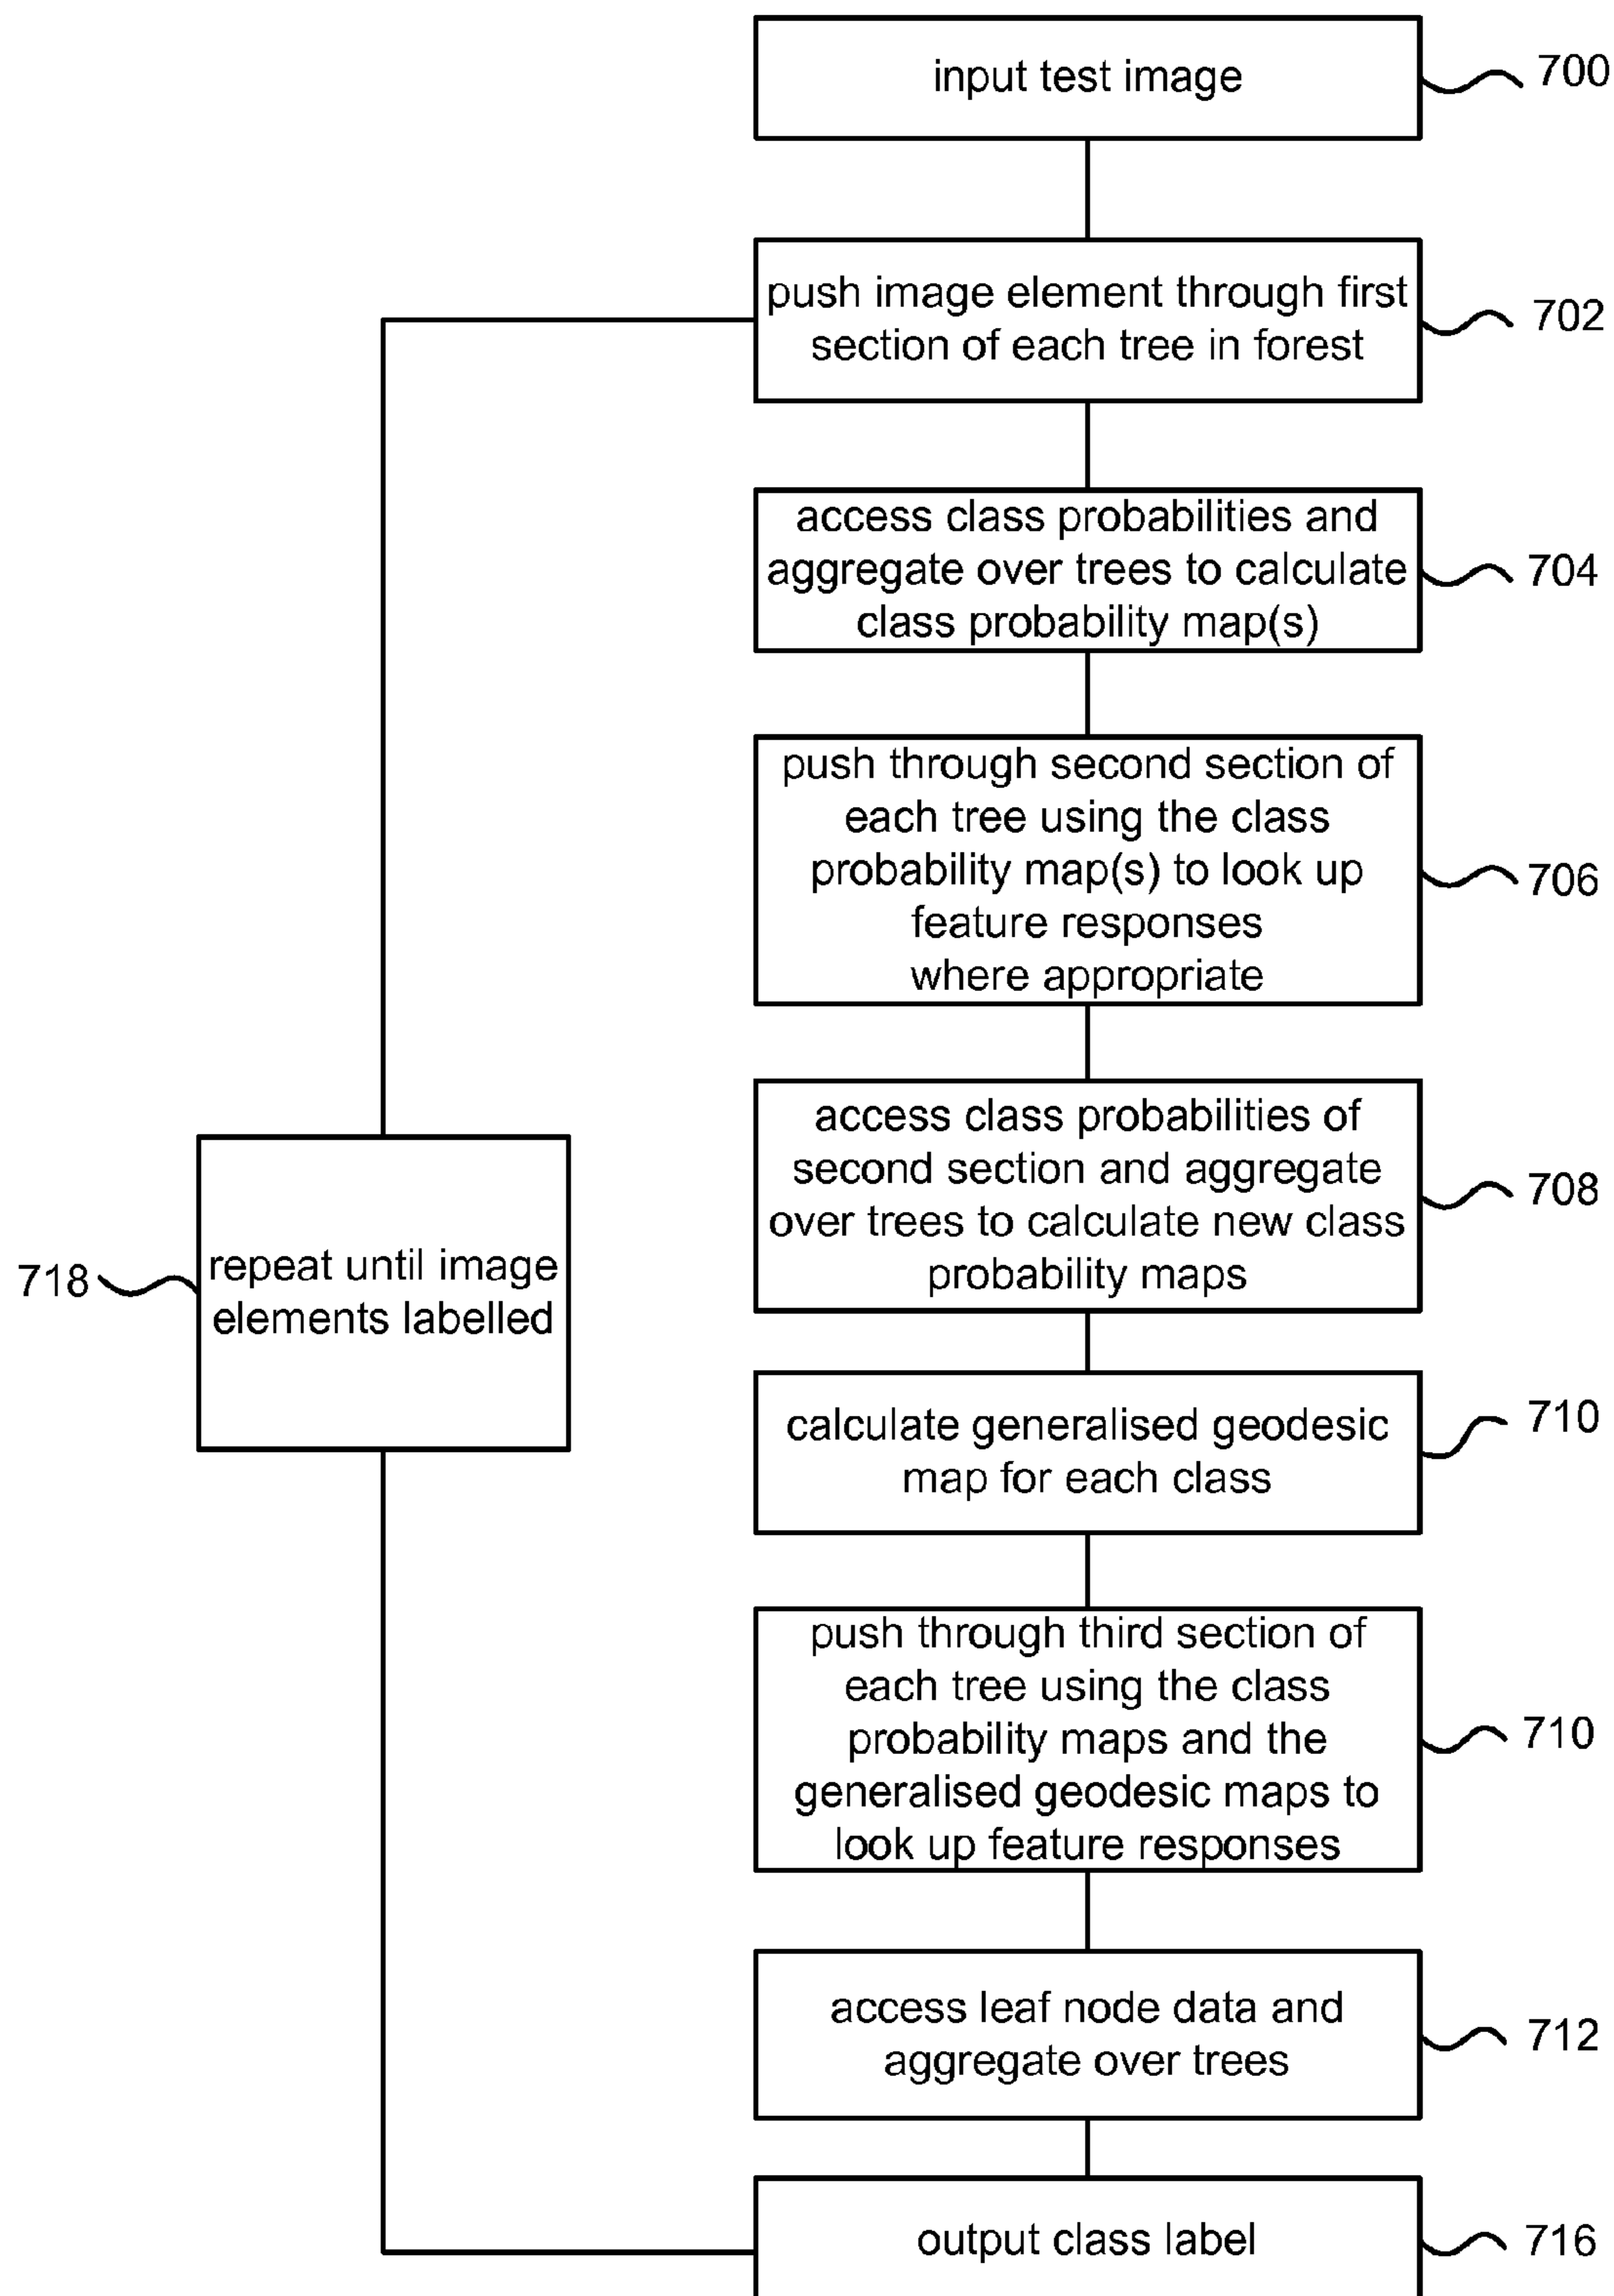 input test image
700
push image element through first
section of each tree in forest
702
access class probabilities and
aggregate over trees to calculate
class probability map(s)
704
push through second section of
each tree using the class
probability map(s) to look up
feature responses
where appropriate
706
access class probabilities of
second section and aggregate
over trees to calculate new class
probability maps
708
718
repeat until image
elements labelled
calculate generalised geodesic
map for each class
710
push through third section of
each tree using the class
probability maps and the
generalised geodesic maps to
look up feature responses
710
access leaf node data and
aggregate over trees
712
output class label
716